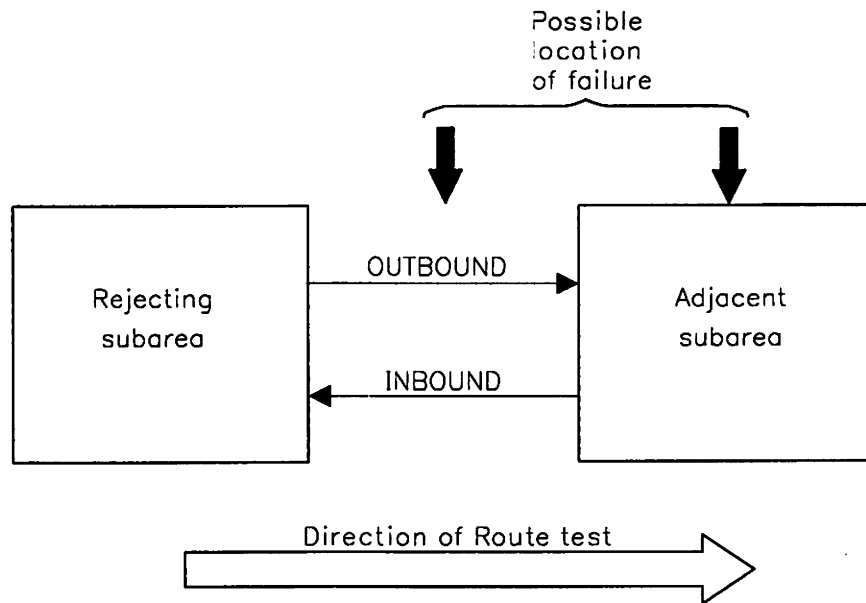 Possible
location
of failure
OUTBOUND
Rejecting
subarea
Adjacent
subarea
INBOUND
Direction of Route test